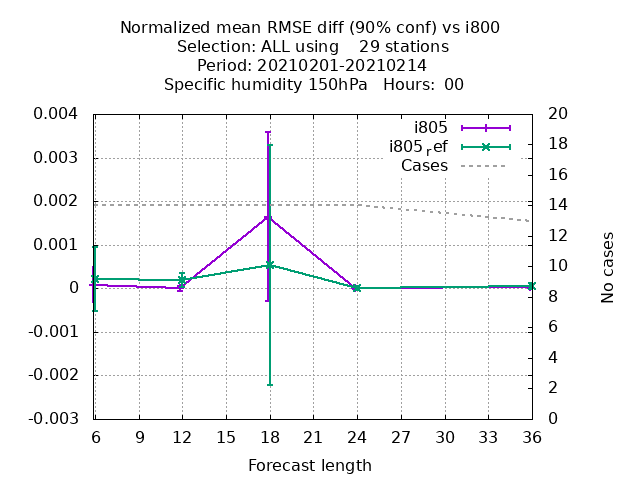 Normalized mean RMSE diff (90% conf) vs i800
Selection: ALL using 29 stations
Period: 20210201-20210214
Specific humidity 150hPa Hours: 00
i805
i805ref
Cases
0.004
0.003
0.002
0.001
0
-0.001
-0.002
-0.003
20
18
16
14
12
10
8
6
4
2
0
No cases
6 9 12 15 18 21 24 27 30 33 36
Forecast length